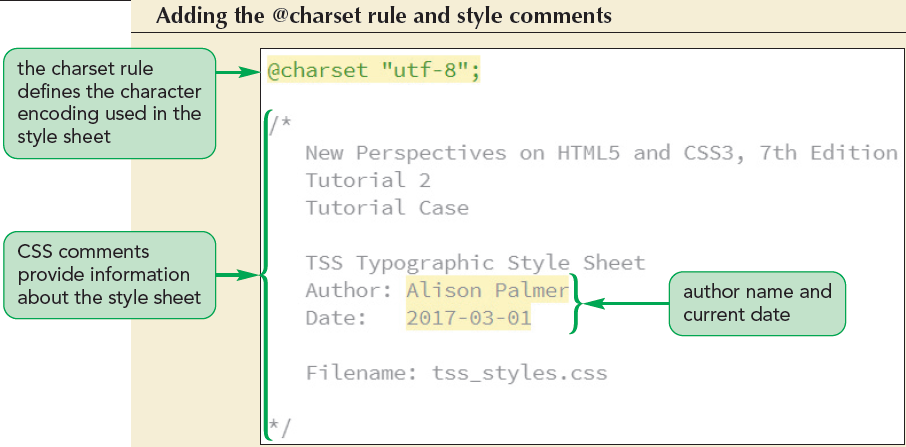 Adding the @charset rule and style comments
the charset rule
defines the character
encoding used in the
style sheet
@charset "utf-8";
/*
New Perspectives on HTML5 and CSS3, 7th Edition
Tutorial 2
Tutorial Case
TSS Typographic Style Sheet
Author: Alison Palmer
Date: 2017-03-01
Filename: tss_styles.css
*/
CSS comments
provide information
about the style sheet
author name and
current date